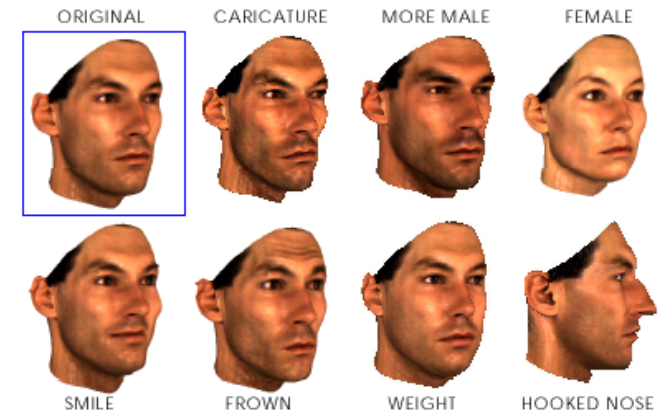 ORIGINAL
CARICATURE
MORE MALE
FEMALE
SMILE
FROWN
WEIGHT
HOOKED NOSE